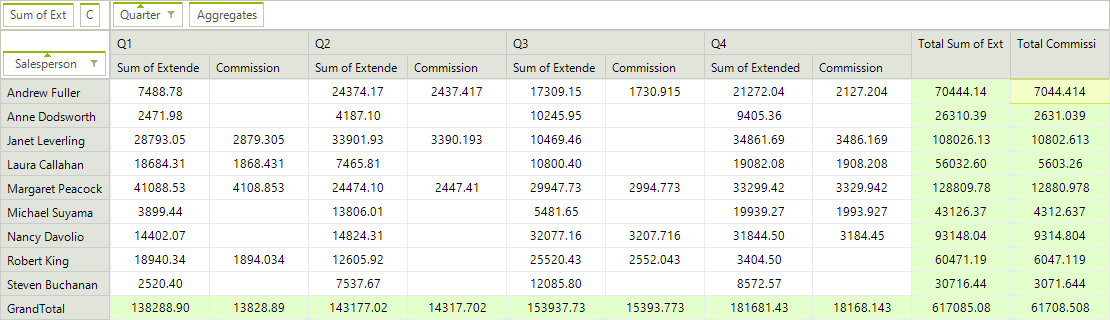 Sum of Ext C Quarter Aggregates
Q1 Q2 Q3 Q4 Total Sum of Ext Total Commissi
Salesperson Sum of Extende Commission Sum of Extende Commission Sum of Extende Commission Sum of Extended Commission
Andrew Fuller 7488.78 24374.17 2437.417 17309.15 1730.915 21272.04 2127.204 70444.14 7044.414
Anne Dodsworth 2471.98 4187.10 10245.95 9405.36 26310.39 2631.039
Janet Leverling 28793.05 2879.305 33901.93 3390.193 10469.46 34861.69 3486.169 108026.13 10802.613
Laura Callahan 18684.31 1868.431 7465.81 10800.40 19082.08 1908.208 56032.60 5603.26
Margaret Peacock 41088.53 4108.853 24474.10 2447.41 29947.73 2994.773 33299.42 3329.942 128809.78 12880.978
Michael Suyama 3899.44 13806.01 5481.65 19939.27 1993.927 43126.37 4312.637
Nancy Davolio 14402.07 14824.31 32077.16 3207.716 31844.50 3184.45 93148.04 9314.804
Robert King 18940.34 1894.034 12605.92 25520.43 2552.043 3404.50 60471.19 6047.119
Steven Buchanan 2520.40 7537.67 12085.80 8572.57 30716.44 3071.644
GrandTotal 138288.90 13828.89 143177.02 14317.702 153937.73 15393.773 181681.43 18168.143 617085.08 61708.508